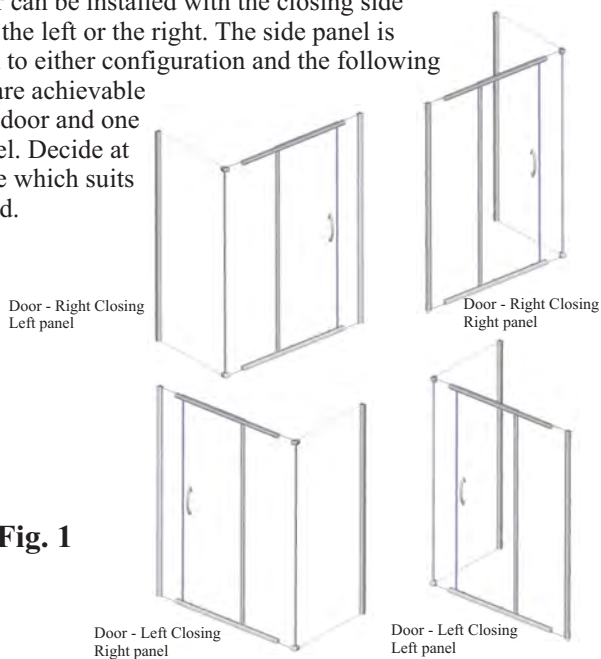 r can be installed with the closing side
the left or the right. The side panel is
to either configuration and the following
are achievable
door and one
el. Decide at
e which suits
d.
Door - Right Closing
Left panel
Door - Right Closing
Right panel
Fig. 1
Door - Left Closing
Right panel
Door - Left Closing
Left panel